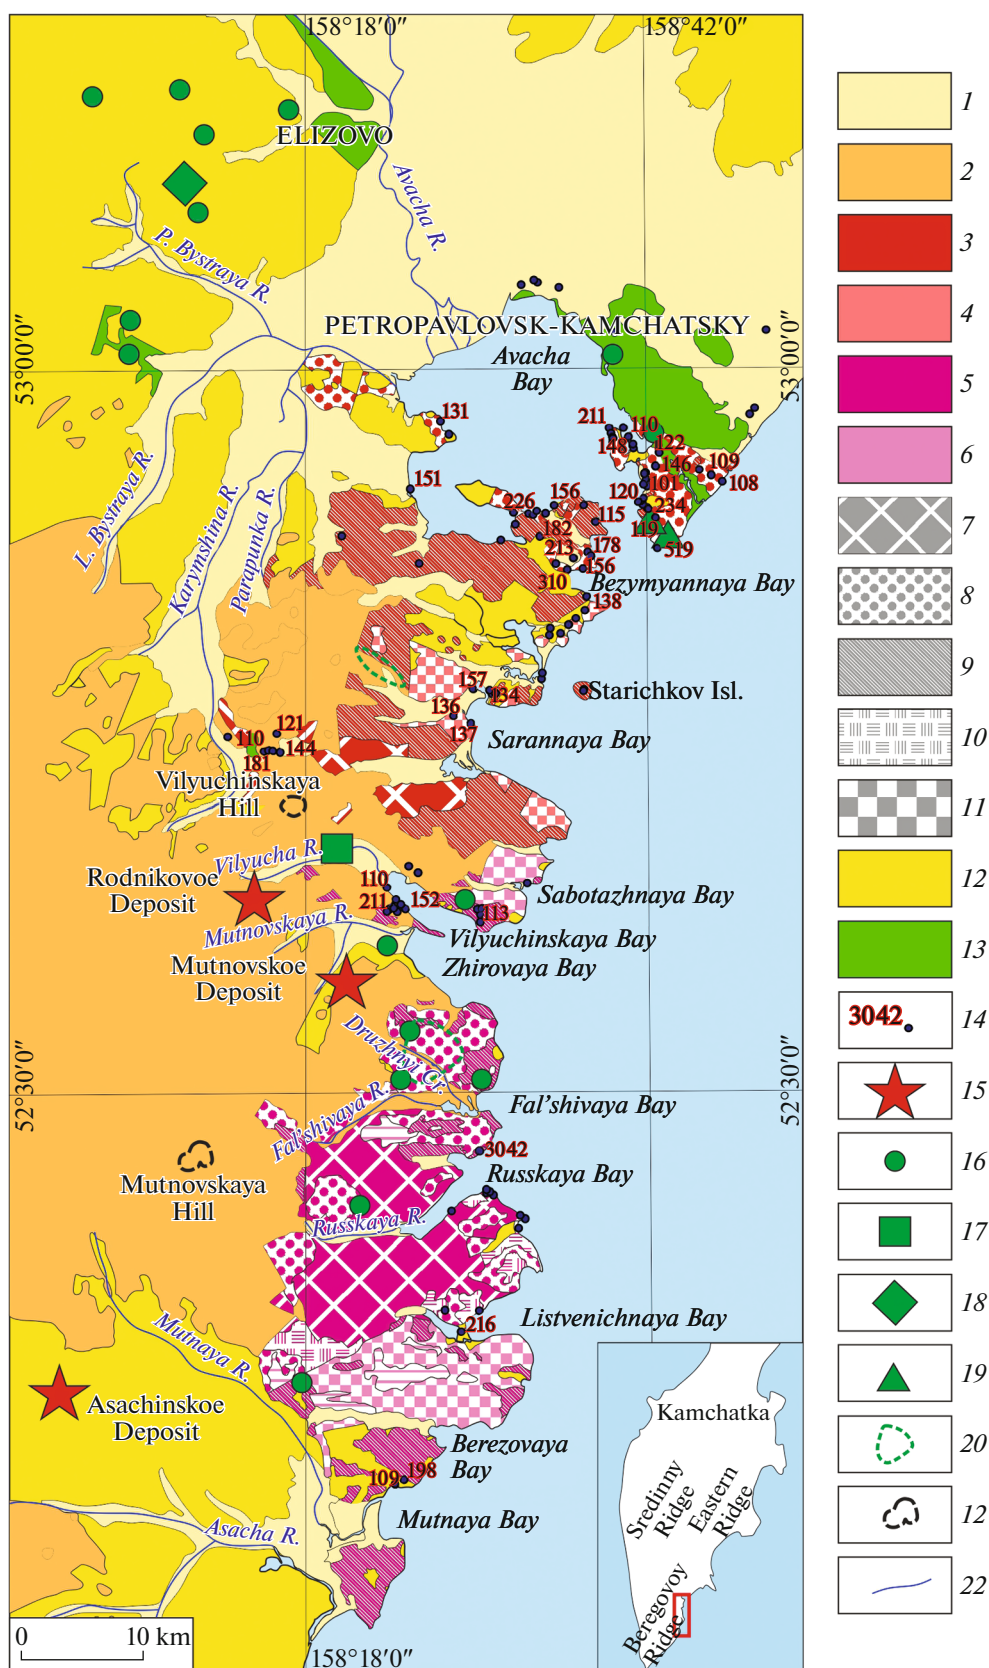 158°18′0″
158°42′0″
ELIZOVO
Avacha R.
P. Bystraya R.
PETROPAVLOVSK-KAMCHATSKY
Avacha
Bay
53°00′0″
53°00′0″
131
211
110
148
122
146
109
101
108
151
120
226
156
234
115
119
182
519
213
178
156
310
Bezymyannaya Bay
138
L. Bystraya R.
Karymshina R.
Parapunka R.
157
134
Starichkov Isl.
136
137
Sarannaya Bay
121
110
144
181
Vilyuchinskaya
Hill
Vilyucha R.
Rodnikovoe
Deposit
110
211
152
113
Sabotazhnaya Bay
Mutnovskaya R.
Vilyuchinskaya Bay
Zhirovaya Bay
Mutnovskoe
Deposit
Druzhnyi Cr.
52°30′0″
52°30′0″
Fal'shivaya R.
Fal'shivaya Bay
3042
Russkaya Bay
Mutnovskaya
Hill
Russkaya R.
Listvenichnaya Bay
216
Mutnaya R.
Asachinskoe
Deposit
Berezovaya
Bay
109
198
Mutnaya Bay
Asacha R.
0
10 km
158°18′0″
Kamchatka
Sredinny
Ridge
Eastern
Ridge
Beregovoy
Ridge
1
2
3
4
5
6
7
8
9
10
11
12
13
3042
14
15
16
17
18
19
20
12
22